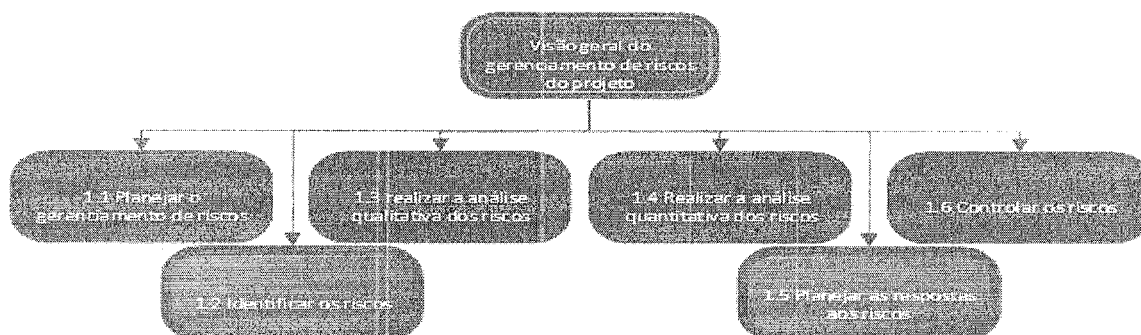 Visão geral do
gerenciamento de riscos
do projeto
1.1 Planejar o
gerenciamento de riscos
1.2 Identificar os riscos
1.3 realizar a análise
qualitativa dos riscos
1.4 Realizar a análise
quantitativa dos riscos
1.5 Planejar as respostas
aos riscos
1.6 Controlar os riscos